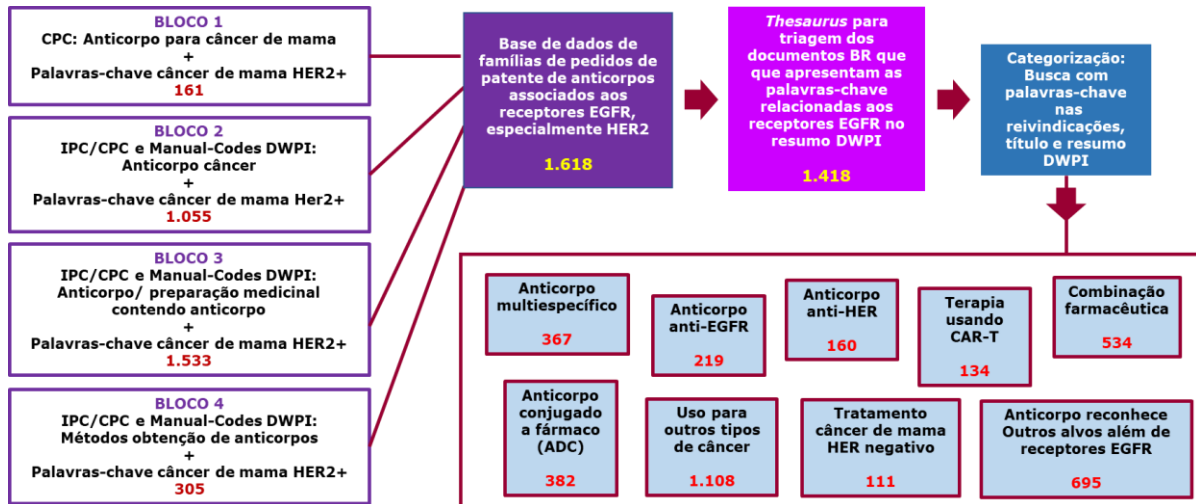 BLOCO 1
CPC: Anticorpo para câncer de mama
+
Palavras-chave câncer de mama HER2+
161
BLOCO 2
IPC/CPC e Manual-Codes DWPI:
Anticorpo câncer
+
Palavras-chave câncer de mama Her2+
1.055
BLOCO 3
IPC/CPC e Manual-Codes DWPI:
Anticorpo/ preparação medicinal
contendo anticorpo
+
Palavras-chave câncer de mama HER2+
1.533
BLOCO 4
IPC/CPC e Manual-Codes DWPI:
Métodos obtenção de anticorpos
+
Palavras-chave câncer de mama HER2+
305
Base de dados de
famílias de pedidos de
patente de anticorpos
associados aos
receptores EGFR,
especialmente HER2
1.618
Thesaurus para
triagem dos
documentos BR que
que apresentam as
palavras-chave
relacionadas aos
receptores EGFR no
resumo DWPI
1.418
Categorização:
Busca com
palavras-chave
nas
reivindicações,
título e resumo
DWPI
Anticorpo
multiespecífico
367
Anticorpo
anti-EGFR
219
Anticorpo
anti-HER
160
Terapia
usando
CAR-T
134
Combinação
farmacêutica
534
Anticorpo
conjugado
a fármaco
(ADC)
382
Uso para
outros tipos
de câncer
1.108
Tratamento
câncer de mama
HER negativo
111
Anticorpo reconhece
Outros alvos além de
receptores EGFR
695